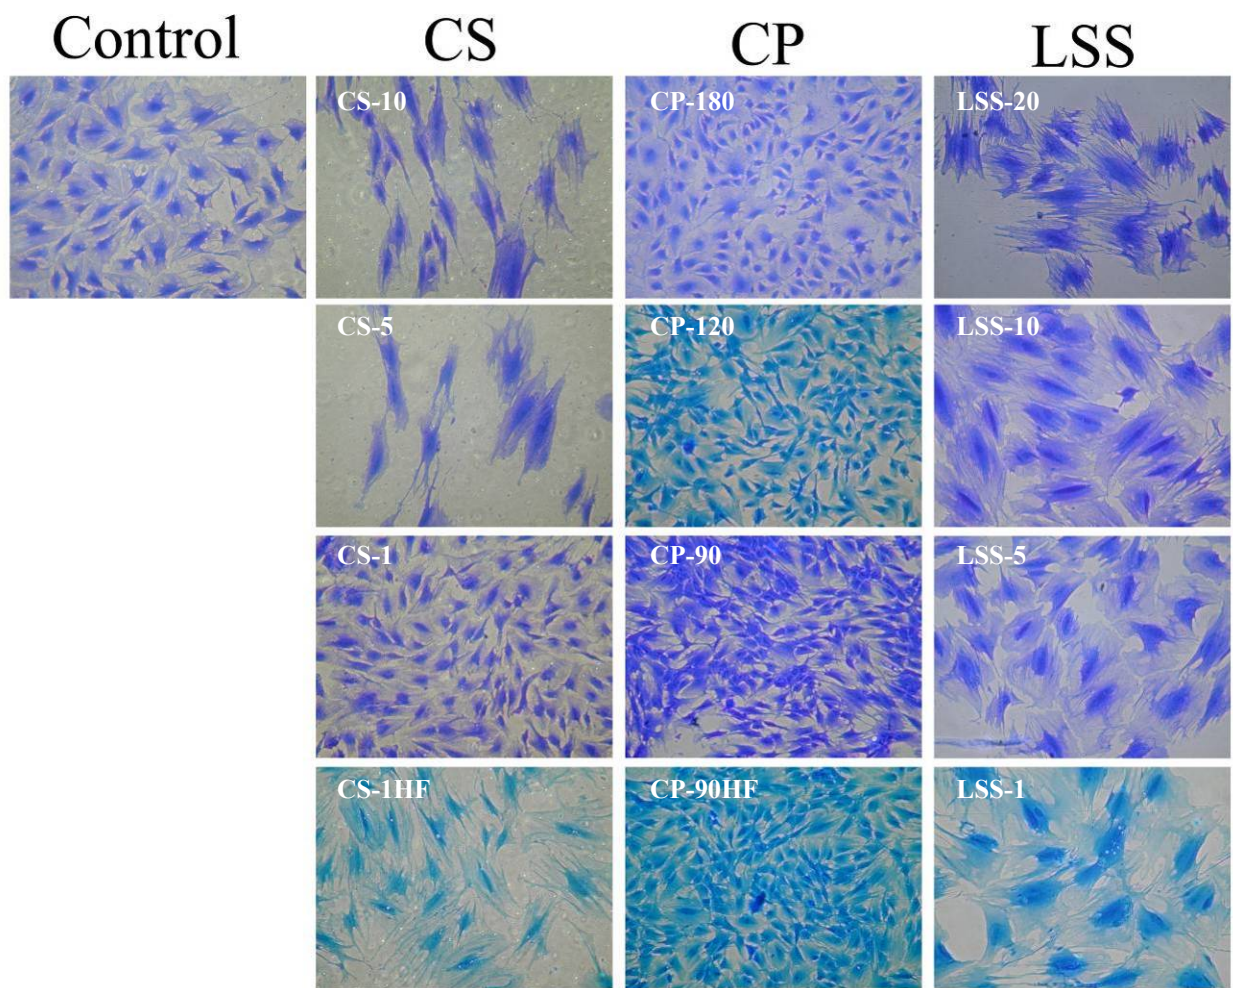 Control CS CP LSS
CS-10 CP-180 LSS-20
CS-5 CP-120 LSS-10
CS-1 CP-90 LSS-5
CS-1HF CP-90HF LSS-1